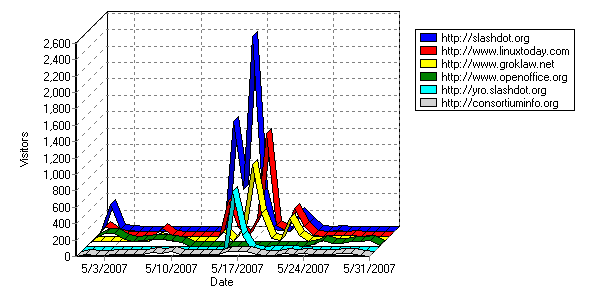 2,600
2,400
2,200
2,000
1,800
1,600
1,400
1,200
1,000
800
600
400
200
0
Visitors
5/3/2007 5/10/2007 5/17/2007 5/24/2007 5/31/2007
Date
http://slashdot.org
http://www.linuxtoday.com
http://www.groklaw.net
http://www.openoffice.org
http://yro.slashdot.org
http://consortiuminfo.org